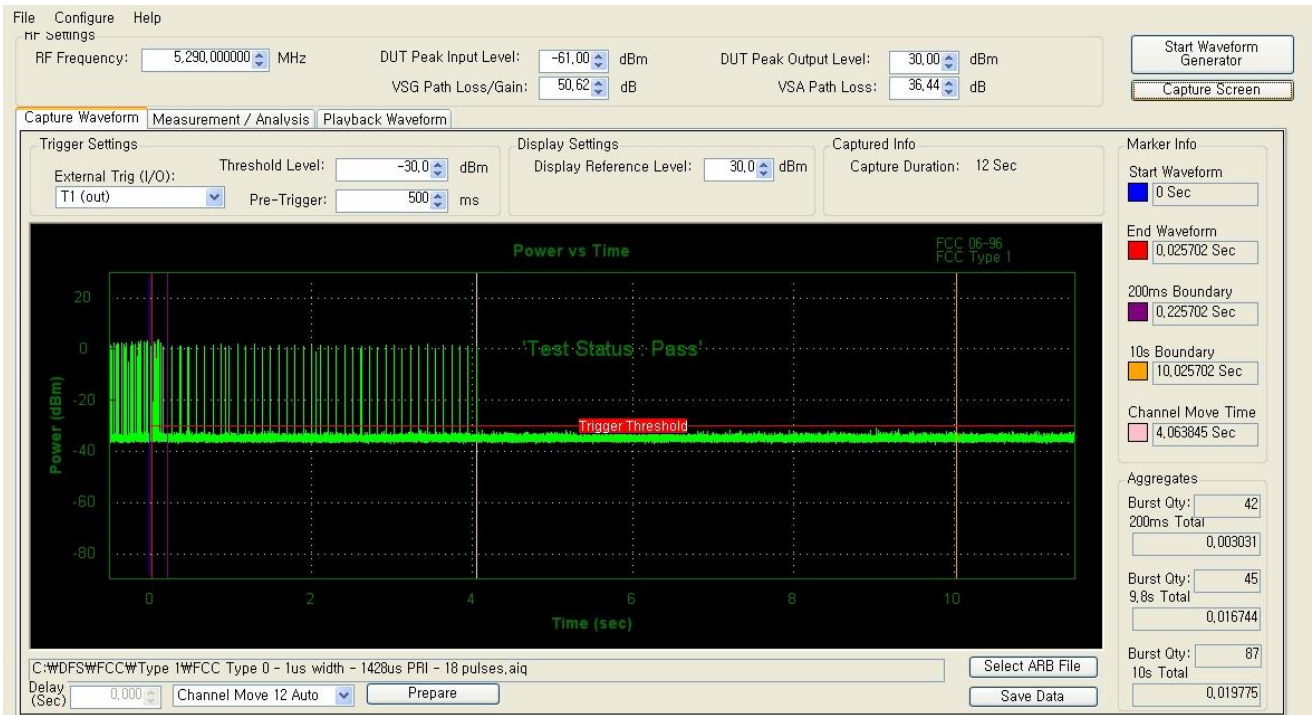 File Configure Help
RF Settings
RF Frequency: 5,290,000000 MHz
DUT Peak Input Level: -61,00 dBm
DUT Peak Output Level: 30,00 dBm
VSG Path Loss/Gain: 50,62 dB
VSA Path Loss: 36,44 dB
Start Waveform
Generator
Capture Screen
Capture Waveform Measurement / Analysis Playback Waveform
Trigger Settings
External Trig (I/O):
T1 (out)
Threshold Level: -30,0 dBm
Pre-Trigger: 500 ms
Display Settings
Display Reference Level: 30,0 dBm
Captured Info
Capture Duration: 12 Sec
Marker Info
Start Waveform
0 Sec
End Waveform
0,025702 Sec
200ms Boundary
0,225702 Sec
10s Boundary
10,025702 Sec
Channel Move Time
4,063845 Sec
Power vs Time
FCC 06-96
FCC Type 1
20
0
-20
-40
-60
-80
Power (dBm)
'Test Status : Pass'
Trigger Threshold
0 2 4 6 8 10
Time (sec)
Aggregates
Burst Qty: 42
200ms Total
0,003031
Burst Qty: 45
9,8s Total
0,016744
Burst Qty: 87
10s Total
0,019775
C:₩DFS₩FCC₩Type 1₩FCC Type 0 - 1us width - 1428us PRI - 18 pulses,aiq
Select ARB File
Delay
(Sec) 0,000 Channel Move 12 Auto Prepare
Save Data